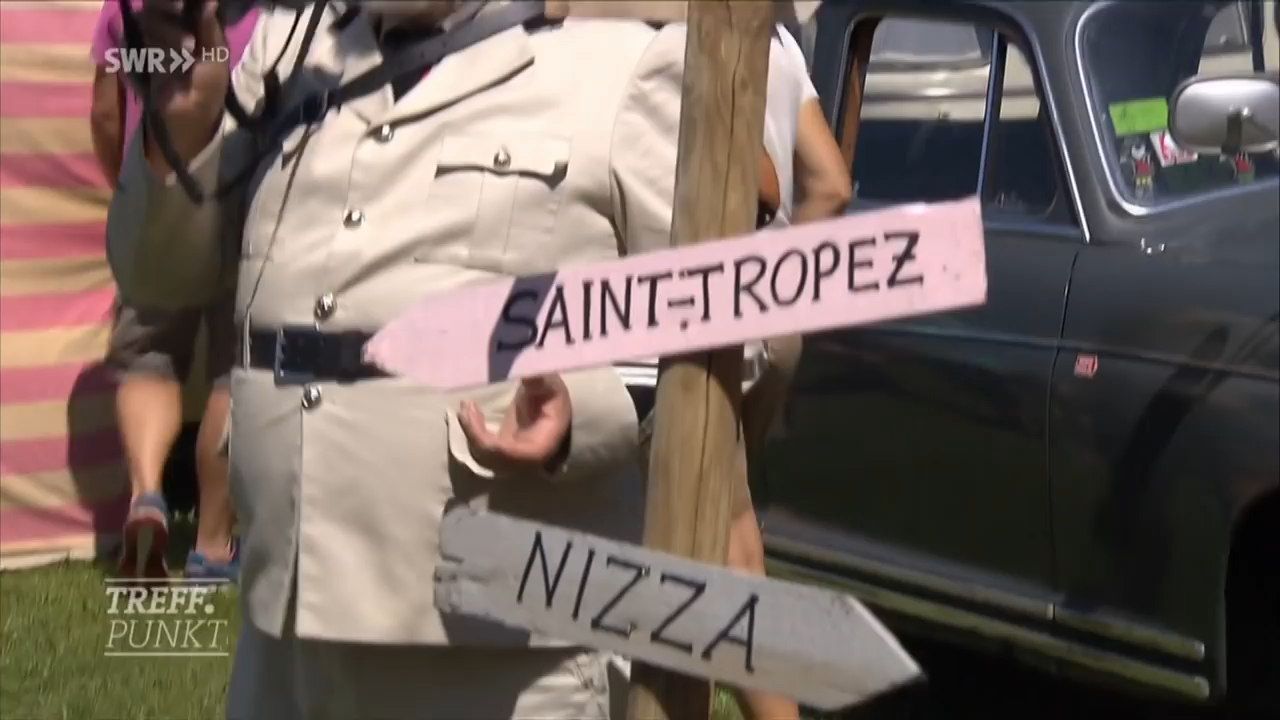 SWR>> HD
SAINT-TROPEZ
NIZZA
TREFF.
PUNKT